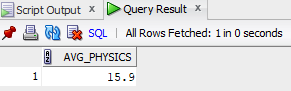 Script Output × Query Result ×
SQL | All Rows Fetched: 1 in 0 seconds
AVG_PHYSICS
1 15.9